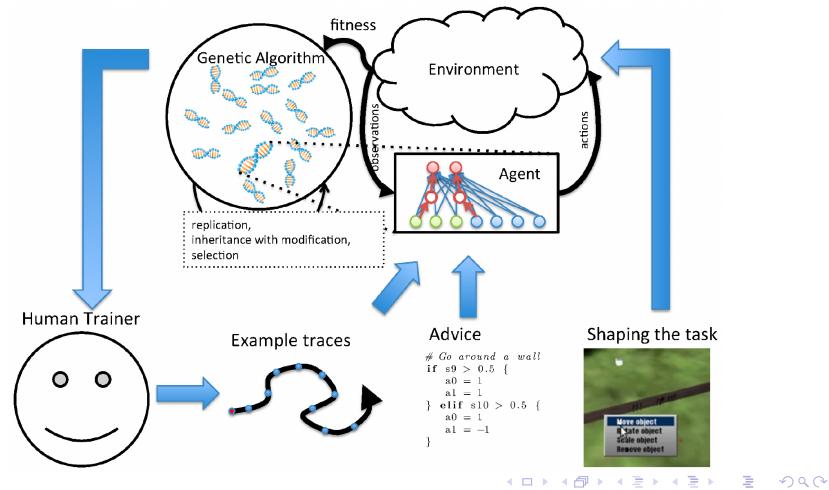 fitness
Genetic Algorithm
Environment
observations
actions
Agent
replication,
inheritance with modification,
selection
Human Trainer
Example traces
Advice
# Go around a wall
if s9 > 0.5 {
a0 = 1
a1 = 1
} elif s10 > 0.5 {
a0 = 1
a1 = −1
}
Shaping the task
Move object
Rotate object
Scale object
Remove object